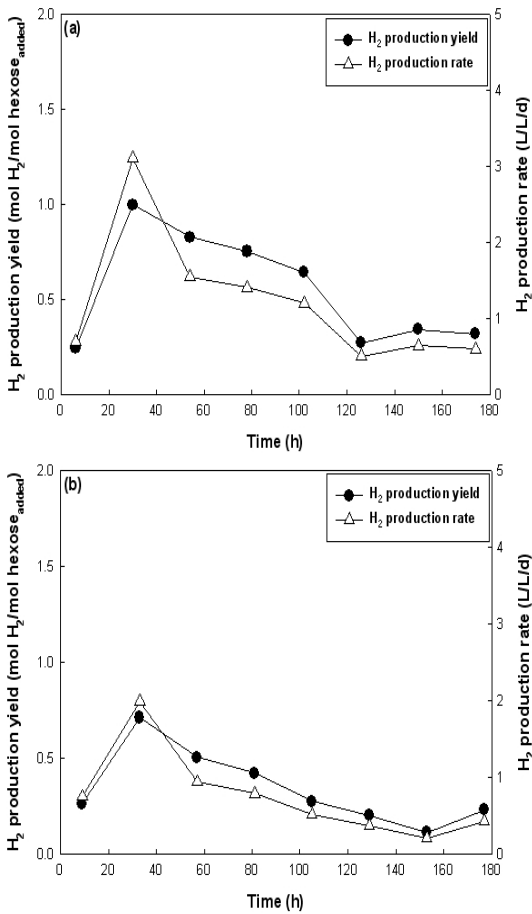 (a)
H2 production yield
H2 production rate
H2 production yield (mol H2/mol hexose added)
2.0
1.5
1.0
0.5
0.0
H2 production rate (L/L/d)
5
4
3
2
1
0
0 20 40 60 80 100 120 140 160 180
Time (h)
(b)
H2 production yield
H2 production rate
H2 production yield (mol H2/mol hexose added)
2.0
1.5
1.0
0.5
0.0
H2 production rate (L/L/d)
5
4
3
2
1
0
0 20 40 60 80 100 120 140 160 180
Time (h)